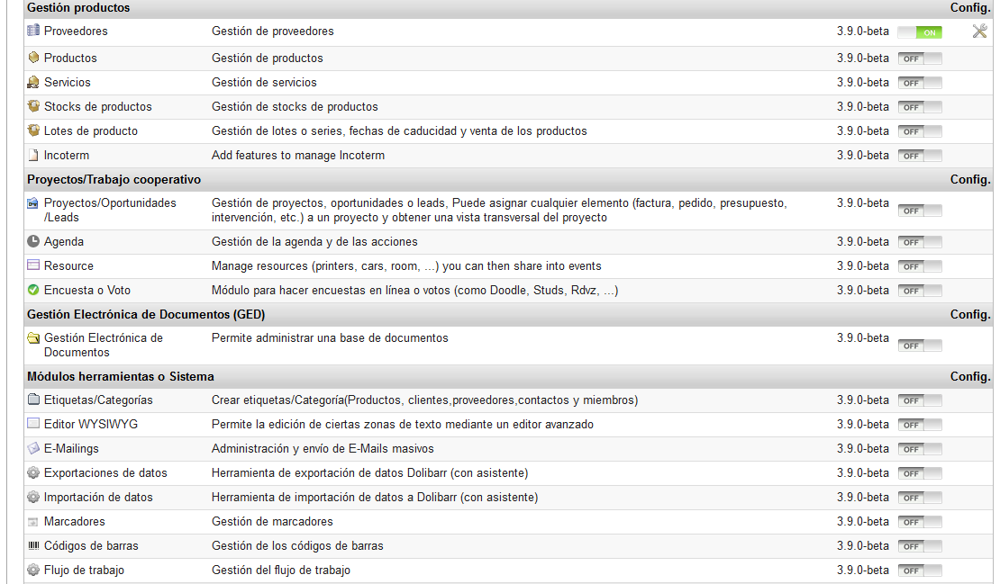 Gestión productos Config.
Proveedores Gestión de proveedores 3.9.0-beta ON
Productos Gestión de productos 3.9.0-beta OFF
Servicios Gestión de servicios 3.9.0-beta OFF
Stocks de productos Gestión de stocks de productos 3.9.0-beta OFF
Lotes de producto Gestión de lotes o series, fechas de caducidad y venta de los productos 3.9.0-beta OFF
Incoterm Add features to manage Incoterm 3.9.0-beta OFF
Proyectos/Trabajo cooperativo Config.
Proyectos/Oportunidades Gestión de proyectos, oportunidades o leads, Puede asignar cualquier elemento (factura, pedido, presupuesto, 3.9.0-beta OFF
/Leads intervención, etc.) a un proyecto y obtener una vista transversal del proyecto
Agenda Gestión de la agenda y de las acciones 3.9.0-beta OFF
Resource Manage resources (printers, cars, room, ...) you can then share into events 3.9.0-beta OFF
Encuesta o Voto Módulo para hacer encuestas en línea o votos (como Doodle, Studs, Rdvz, ...) 3.9.0-beta OFF
Gestión Electrónica de Documentos (GED) Config.
Gestión Electrónica de Permite administrar una base de documentos 3.9.0-beta OFF
Documentos
Módulos herramientas o Sistema Config.
Etiquetas/Categorías Crear etiquetas/Categoría(Productos, clientes,proveedores,contactos y miembros) 3.9.0-beta OFF
Editor WYSIWYG Permite la edición de ciertas zonas de texto mediante un editor avanzado 3.9.0-beta OFF
E-Mailings Administración y envío de E-Mails masivos 3.9.0-beta OFF
Exportaciones de datos Herramienta de exportación de datos Dolibarr (con asistente) 3.9.0-beta OFF
Importación de datos Herramienta de importación de datos a Dolibarr (con asistente) 3.9.0-beta OFF
Marcadores Gestión de marcadores 3.9.0-beta OFF
Códigos de barras Gestión de los códigos de barras 3.9.0-beta OFF
Flujo de trabajo Gestión del flujo de trabajo 3.9.0-beta OFF